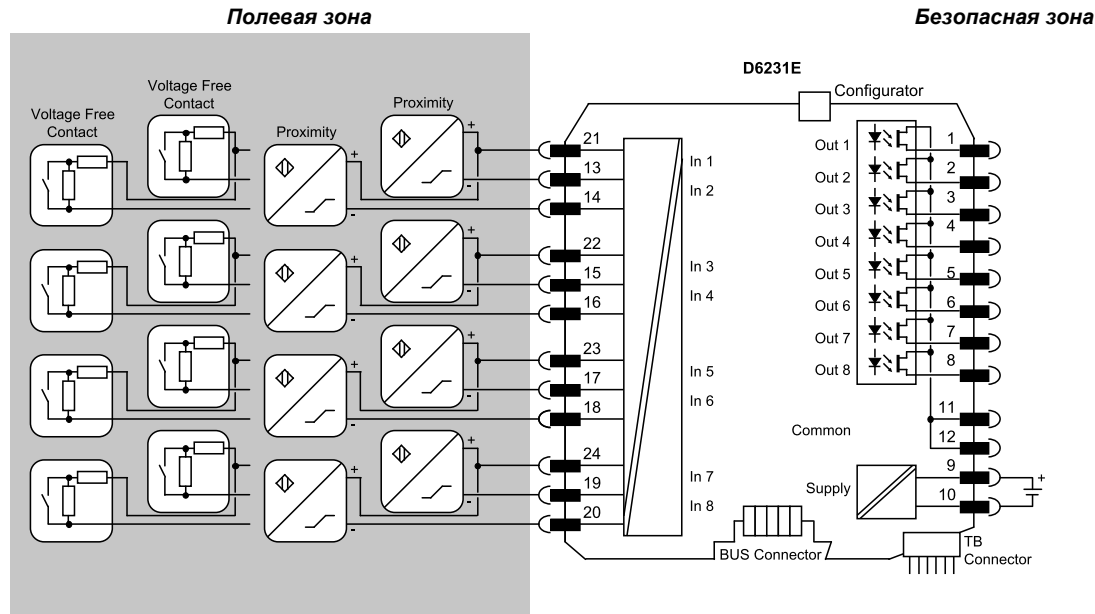 Полевая зона
Безопасная зона
D6231E
Configurator
Voltage Free
Contact
Voltage Free
Contact
Proximity
Proximity
+
-
+
-
+
-
+
-
+
-
+
-
+
-
+
-
21
13
14
22
15
16
23
17
18
24
19
20
In 1
In 2
In 3
In 4
In 5
In 6
In 7
In 8
Out 1
Out 2
Out 3
Out 4
Out 5
Out 6
Out 7
Out 8
1
2
3
4
5
6
7
8
11
12
9
10
Common
Supply
+
BUS Connector
TB
Connector